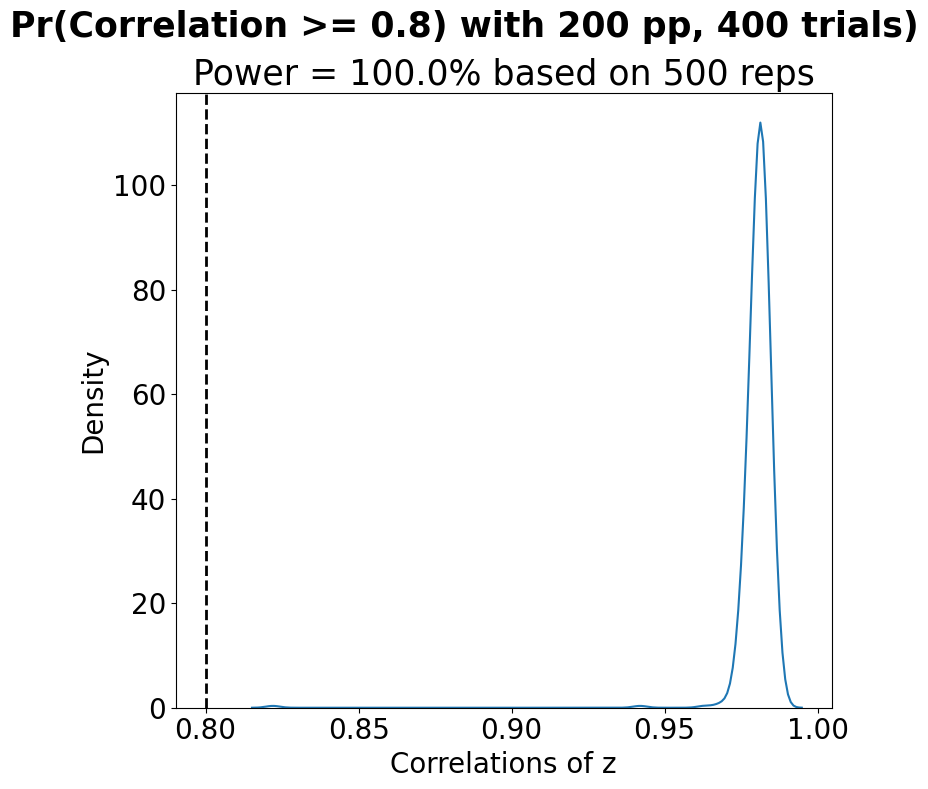 Pr(Correlation >= 0.8) with 200 pp, 400 trials)
Power = 100.0% based on 500 reps
100
80
60
40
20
0
Density
0.80 0.85 0.90 0.95 1.00
Correlations of z